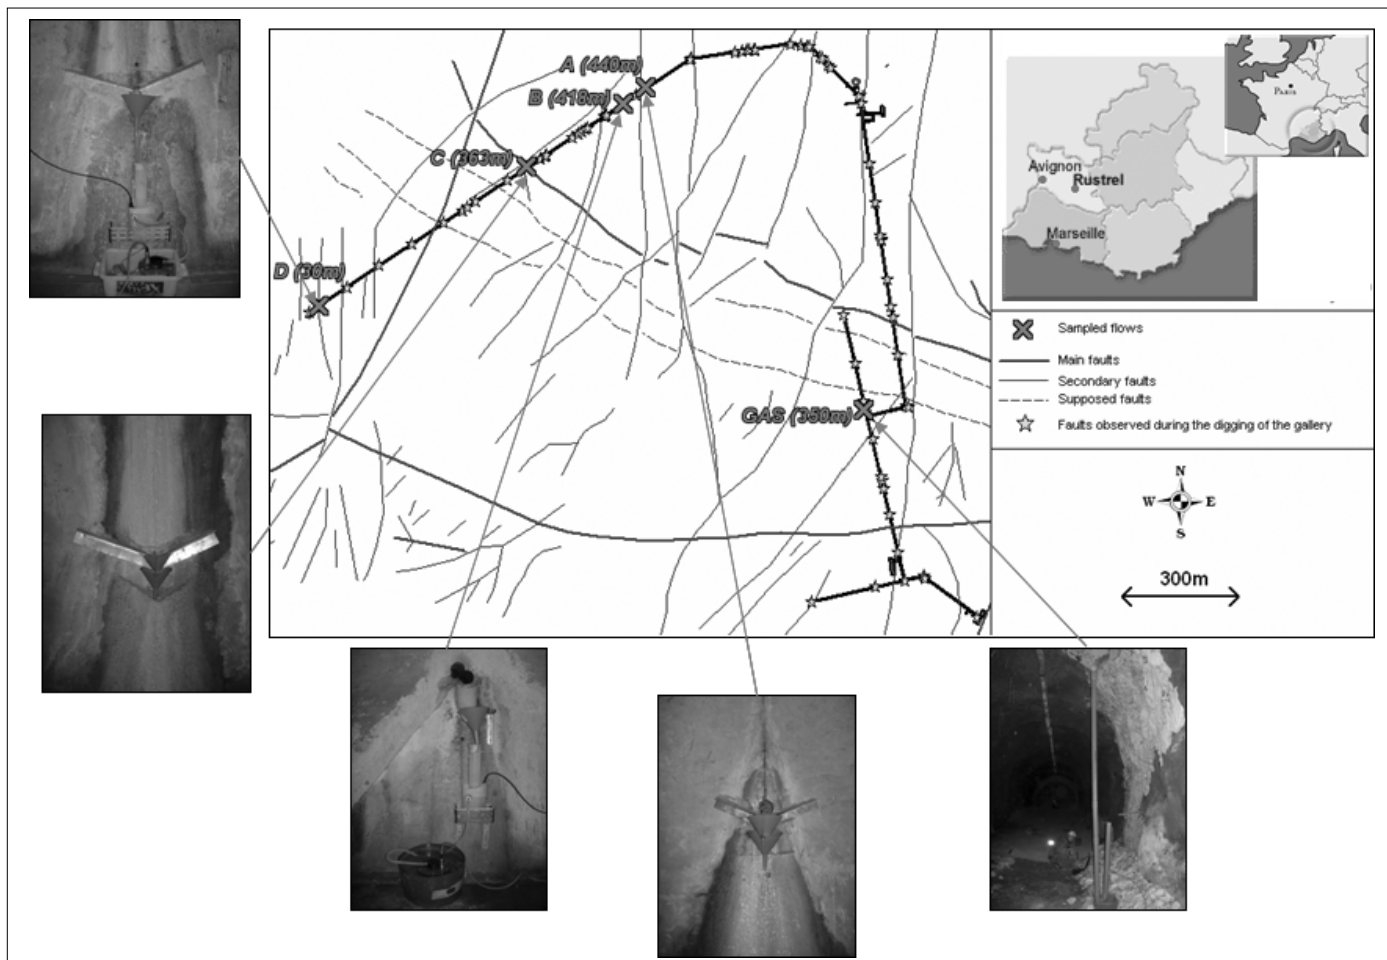 A (440m)
B (418m)
C (363m)
D (30m)
GAS (350m)
PARIS
Avignon
Rustrel
Marseille
Sampled flows
Main faults
Secondary faults
Supposed faults
Faults observed during the digging of the gallery
N
W E
S
300m